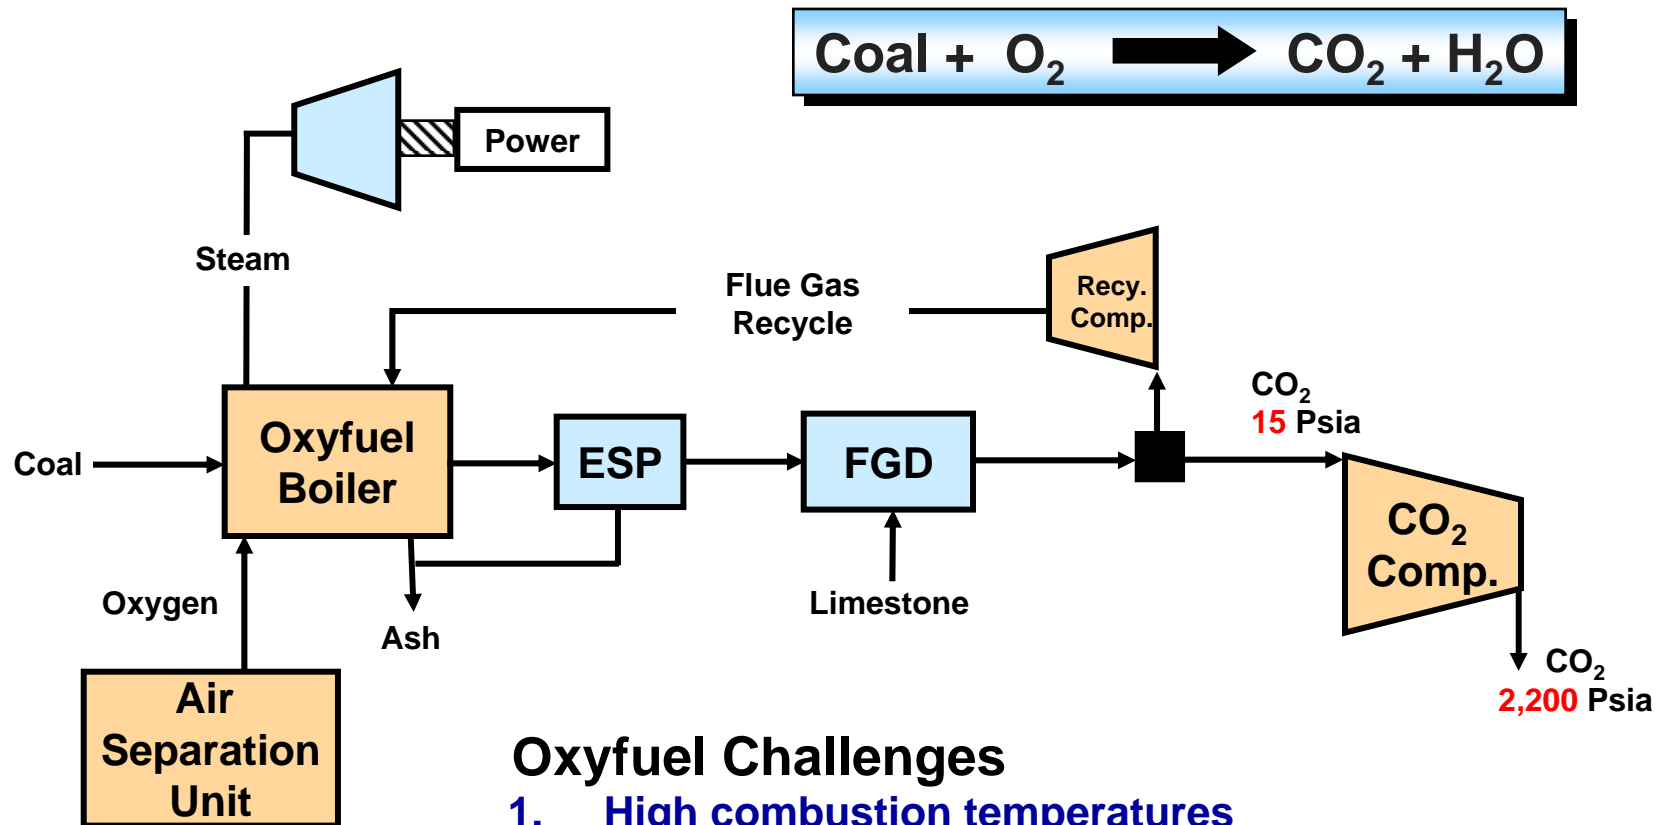 Coal + O₂ → CO₂ + H₂O
Power
Steam
Flue Gas
Recycle
Recy.
Comp.
CO₂
15 Psia
Coal
Oxyfuel
Boiler
ESP
FGD
CO₂
Comp.
Oxygen
Ash
Limestone
CO₂
2,200 Psia
Air
Separation
Unit
Oxyfuel Challenges
1. High combustion temperatures